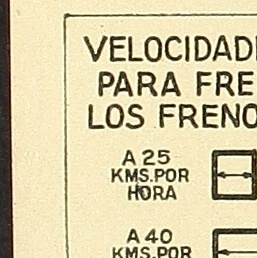 VELOCIDAD
PARA FRE
LOS FRENO
A 25
KMS.POR
HORA
A 40
KMS.POR